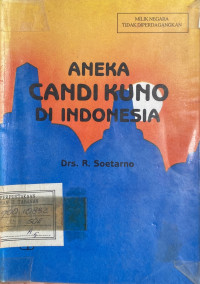 MILIK NEGARA
TIDAK DIPERDAGANGKAN
ANEKA
CANDI KUNO
DI INDONESIA
Drs. R. Soetarno